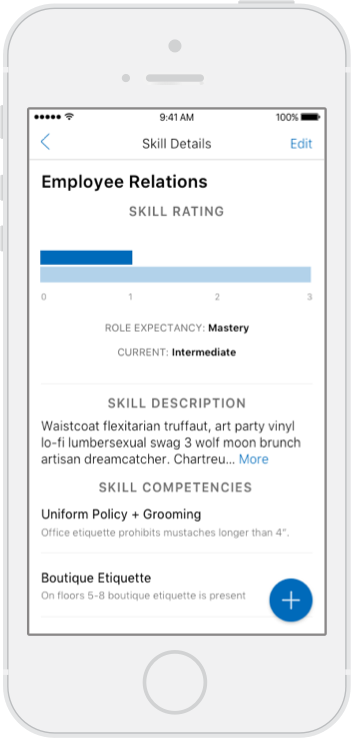 9:41 AM 100%
Skill Details Edit
Employee Relations
SKILL RATING
0 1 2 3
ROLE EXPECTANCY: Mastery
CURRENT: Intermediate
SKILL DESCRIPTION
Waistcoat flexitarian truffaut, art party vinyl
lo-fi lumbersexual swag 3 wolf moon brunch
artisan dreamcatcher. Chartreu... More
SKILL COMPETENCIES
Uniform Policy + Grooming
Office etiquette prohibits mustaches longer than 4".
Boutique Etiquette
On floors 5-8 boutique etiquette is present